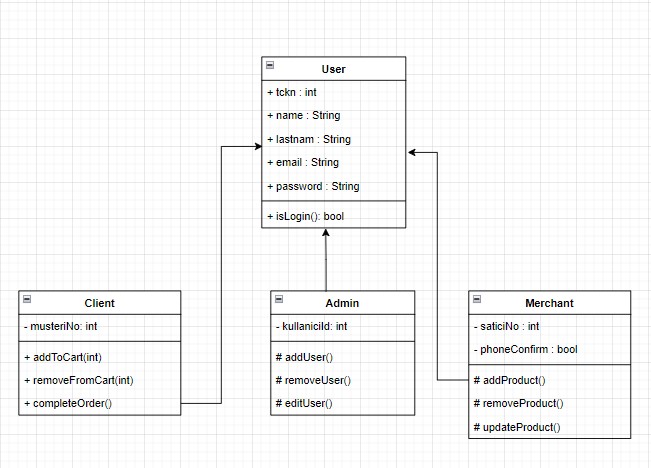 User
+ tckn : int
+ name : String
+ lastnam : String
+ email : String
+ password : String
+ isLogin(): bool
Client
- musteriNo: int
+ addToCart(int)
+ removeFromCart(int)
+ completeOrder()
Admin
- kullaniciId: int
# addUser()
# removeUser()
# editUser()
Merchant
- saticiNo : int
- phoneConfirm : bool
# addProduct()
# removeProduct()
# updateProduct()